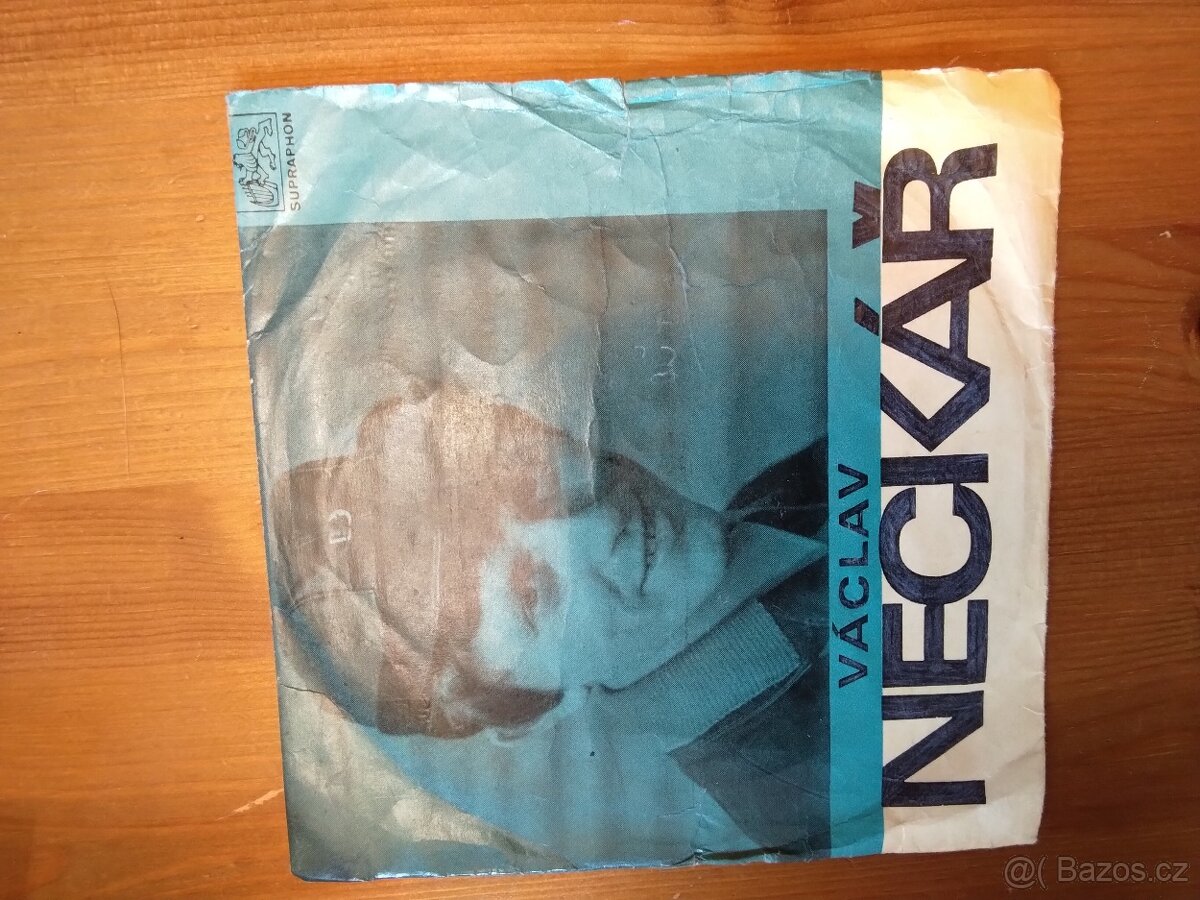 SUPRAPHON
VÁCLAV
NECKÁŘ
@( Bazos.cz